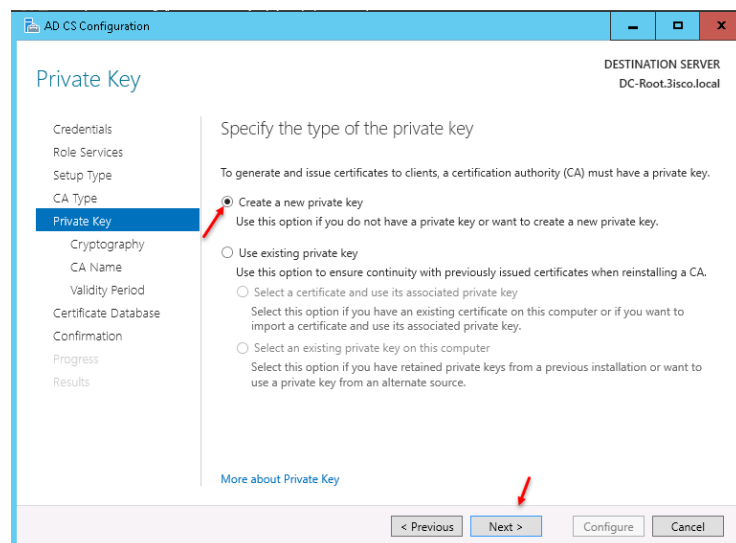 AD CS Configuration
Private Key
DESTINATION SERVER
DC-Root.3isco.local
Credentials
Role Services
Setup Type
CA Type
Private Key
Cryptography
CA Name
Validity Period
Certificate Database
Confirmation
Progress
Results
Specify the type of the private key
To generate and issue certificates to clients, a certification authority (CA) must have a private key.
Create a new private key
Use this option if you do not have a private key or want to create a new private key.
Use existing private key
Use this option to ensure continuity with previously issued certificates when reinstalling a CA.
Select a certificate and use its associated private key
Select this option if you have an existing certificate on this computer or if you want to
import a certificate and use its associated private key.
Select an existing private key on this computer
Select this option if you have retained private keys from a previous installation or want to
use a private key from an alternate source.
More about Private Key
< Previous
Next >
Configure
Cancel